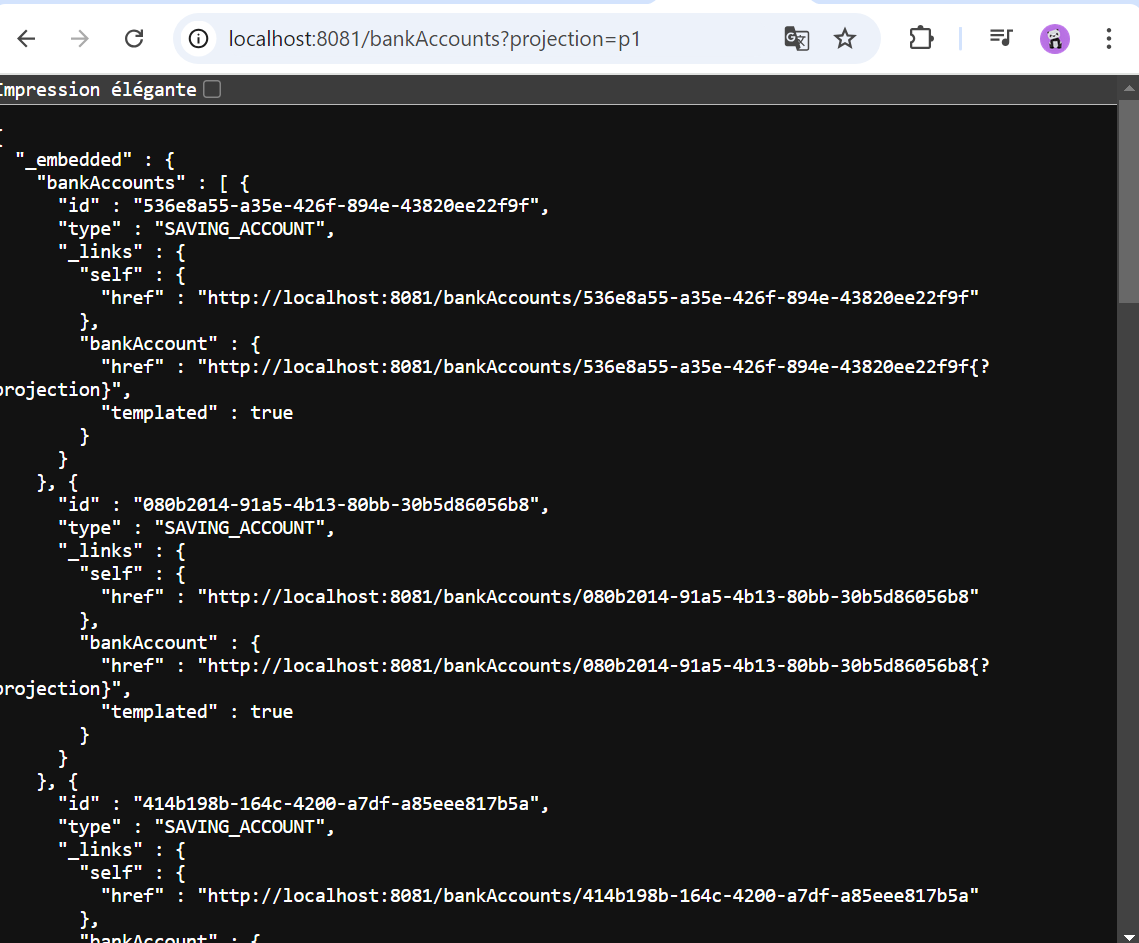 localhost:8081/bankAccounts?projection=p1
Impression élégante
"_embedded" : {
"bankAccounts" : [ {
"id" : "536e8a55-a35e-426f-894e-43820ee22f9f",
"type" : "SAVING_ACCOUNT",
"_links" : {
"self" : {
"href" : "http://localhost:8081/bankAccounts/536e8a55-a35e-426f-894e-43820ee22f9f"
},
"bankAccount" : {
"href" : "http://localhost:8081/bankAccounts/536e8a55-a35e-426f-894e-43820ee22f9f{?
projection}",
"templated" : true
}
}
}, {
"id" : "080b2014-91a5-4b13-80bb-30b5d86056b8",
"type" : "SAVING_ACCOUNT",
"_links" : {
"self" : {
"href" : "http://localhost:8081/bankAccounts/080b2014-91a5-4b13-80bb-30b5d86056b8"
},
"bankAccount" : {
"href" : "http://localhost:8081/bankAccounts/080b2014-91a5-4b13-80bb-30b5d86056b8{?
projection}",
"templated" : true
}
}
}, {
"id" : "414b198b-164c-4200-a7df-a85eee817b5a",
"type" : "SAVING_ACCOUNT",
"_links" : {
"self" : {
"href" : "http://localhost:8081/bankAccounts/414b198b-164c-4200-a7df-a85eee817b5a"
},
"bankAccount" : {